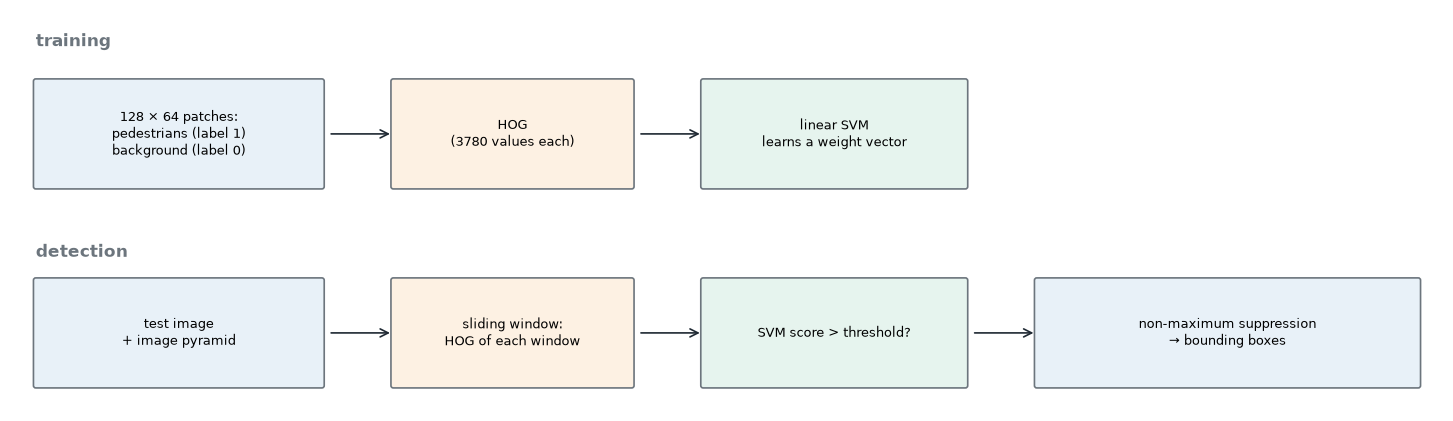 training
128 × 64 patches:
pedestrians (label 1)
background (label 0)
HOG
(3780 values each)
linear SVM
learns a weight vector
detection
test image
+ image pyramid
sliding window:
HOG of each window
SVM score > threshold?
non-maximum suppression
→ bounding boxes